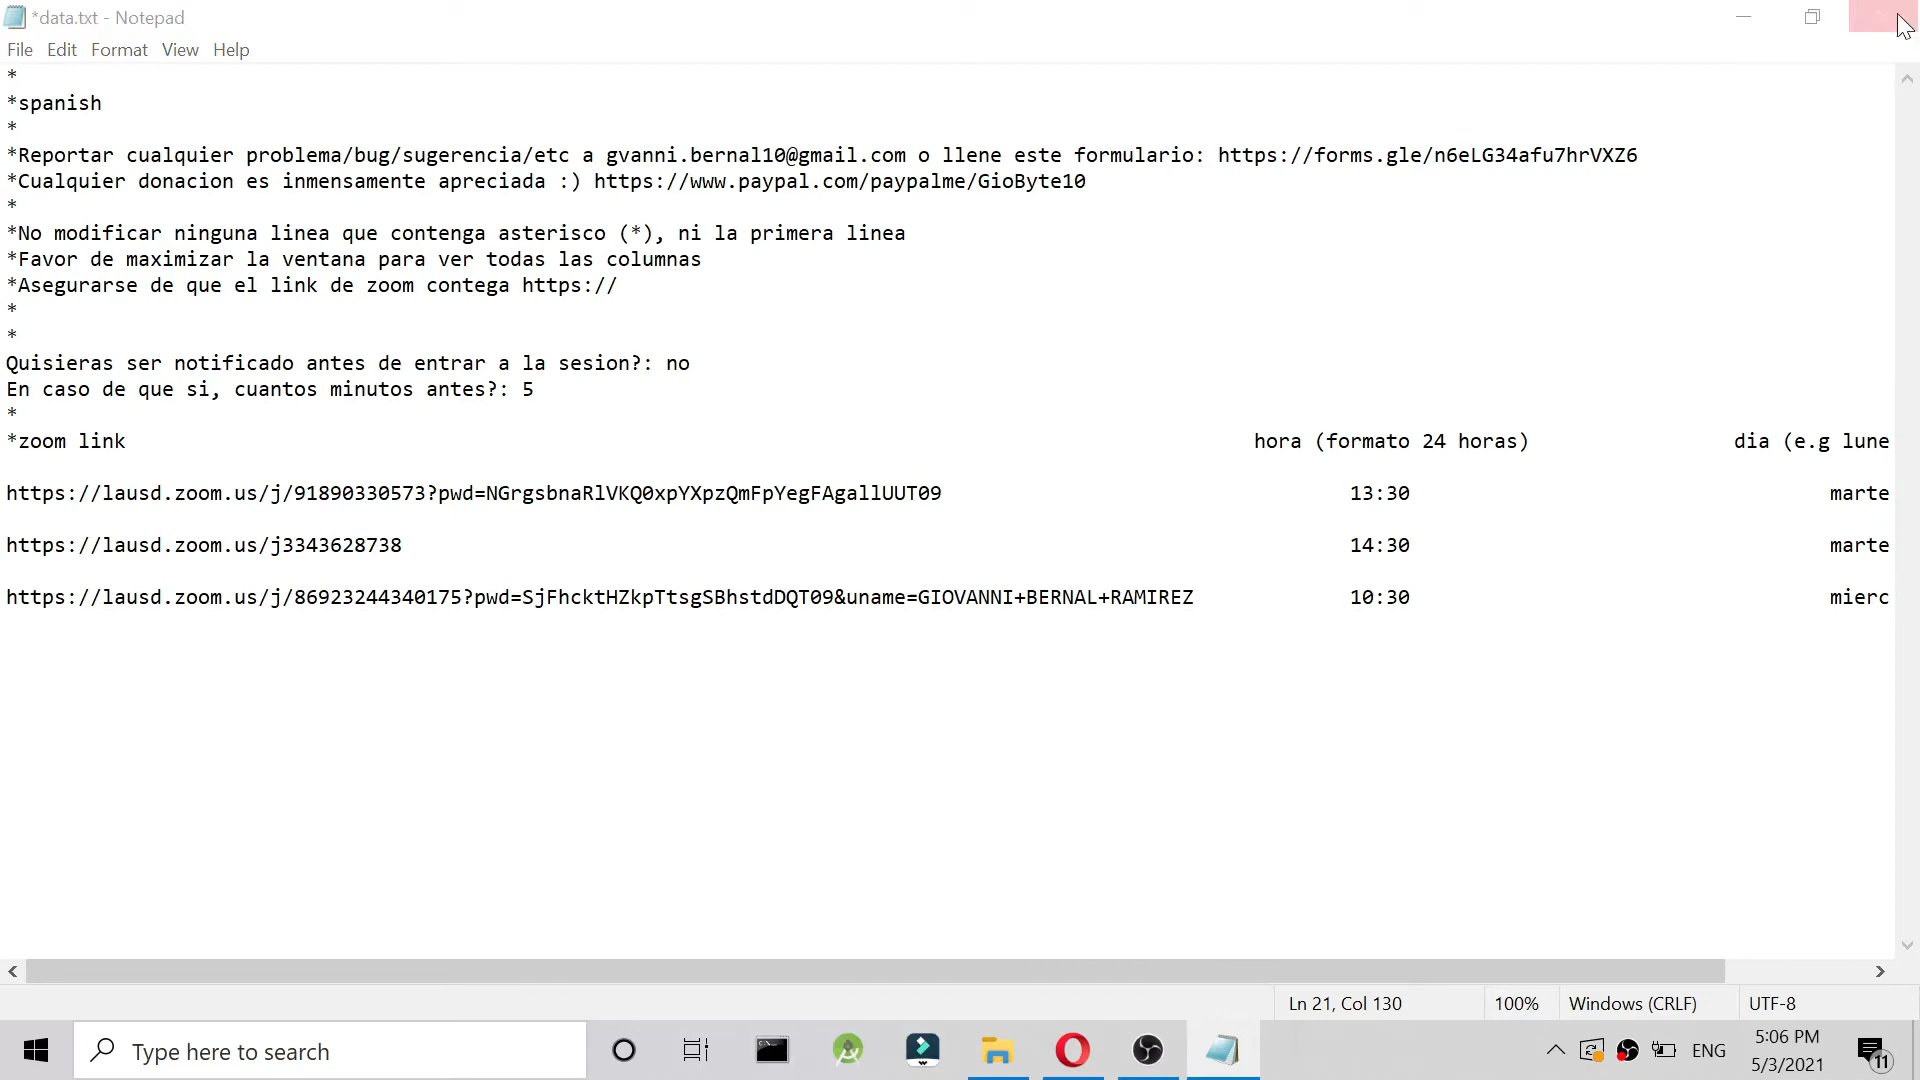 *data.txt - Notepad
File Edit Format View Help
*
*spanish
*
*Reportar cualquier problema/bug/sugerencia/etc a gvanni.bernal10@gmail.com o llene este formulario: https://forms.gle/n6eLG34afu7hrVXZ6
*Cualquier donacion es inmensamente apreciada :) https://www.paypal.com/paypalme/GioByte10
*
*No modificar ninguna linea que contenga asterisco (*), ni la primera linea
*Favor de maximizar la ventana para ver todas las columnas
*Asegurarse de que el link de zoom contega https://
*
*
Quisieras ser notificado antes de entrar a la sesion?: no
En caso de que si, cuantos minutos antes?: 5
*
*zoom link hora (formato 24 horas) dia (e.g lune
https://lausd.zoom.us/j/91890330573?pwd=NGrgsbnaRlVKQ0xpYXpzQmFpYegFAgallUUT09 13:30 marte
https://lausd.zoom.us/j3343628738 14:30 marte
https://lausd.zoom.us/j/86923244340175?pwd=SjFhcktHZkpTtsgSBhstdDQT09&uname=GIOVANNI+BERNAL+RAMIREZ 10:30 mierc
Ln 21, Col 130 100% Windows (CRLF) UTF-8
Type here to search ENG 5:06 PM
5/3/2021 11